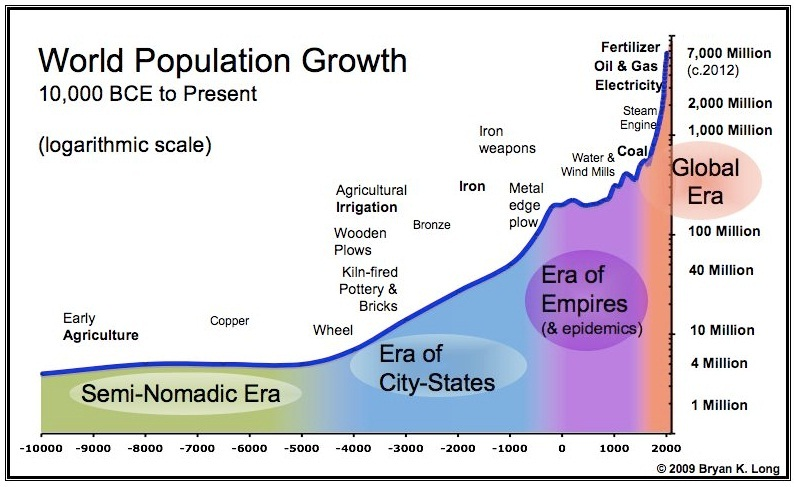 World Population Growth
10,000 BCE to Present
(logarithmic scale)
Fertilizer
Oil & Gas
Electricity
Steam
Engine
Coal
Water &
Wind Mills
Iron
weapons
Iron
Metal
edge
plow
Agricultural
Irrigation
Bronze
Wooden
Plows
Kiln-fired
Pottery &
Bricks
Wheel
Copper
Early
Agriculture
Semi-Nomadic Era
Era of
City-States
Era of
Empires
(& epidemics)
Global
Era
7,000 Million
(c.2012)
2,000 Million
1,000 Million
100 Million
40 Million
10 Million
4 Million
1 Million
-10000 -9000 -8000 -7000 -6000 -5000 -4000 -3000 -2000 -1000 0 1000 2000
© 2009 Bryan K. Long